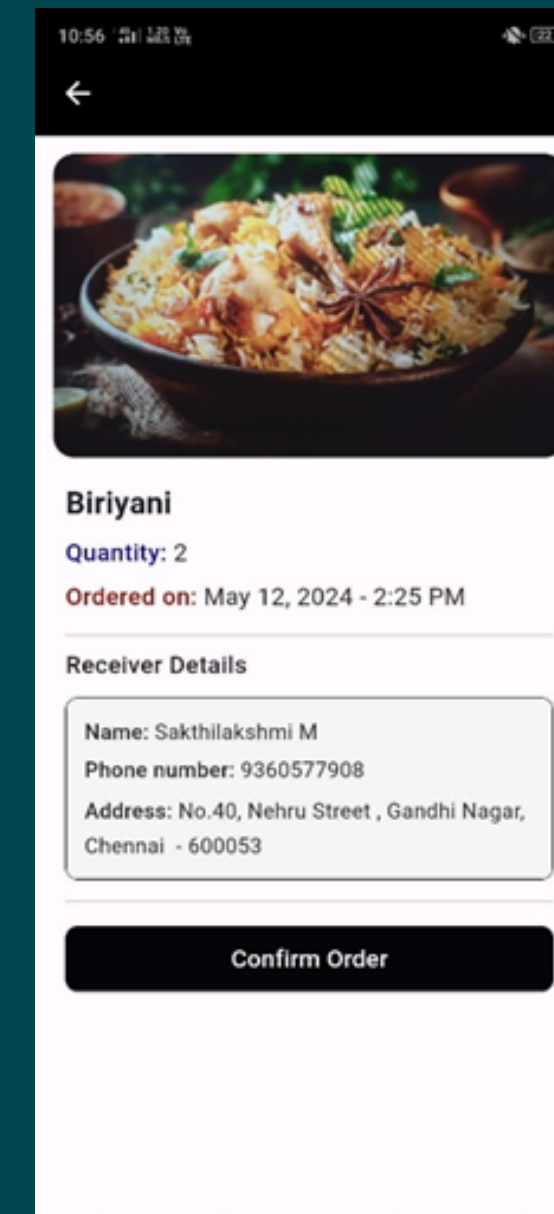 10:56
Biriyani
Quantity: 2
Ordered on: May 12, 2024 - 2:25 PM
Receiver Details
Name: Sakthilakshmi M
Phone number: 9360577908
Address: No.40, Nehru Street , Gandhi Nagar,
Chennai - 600053
Confirm Order